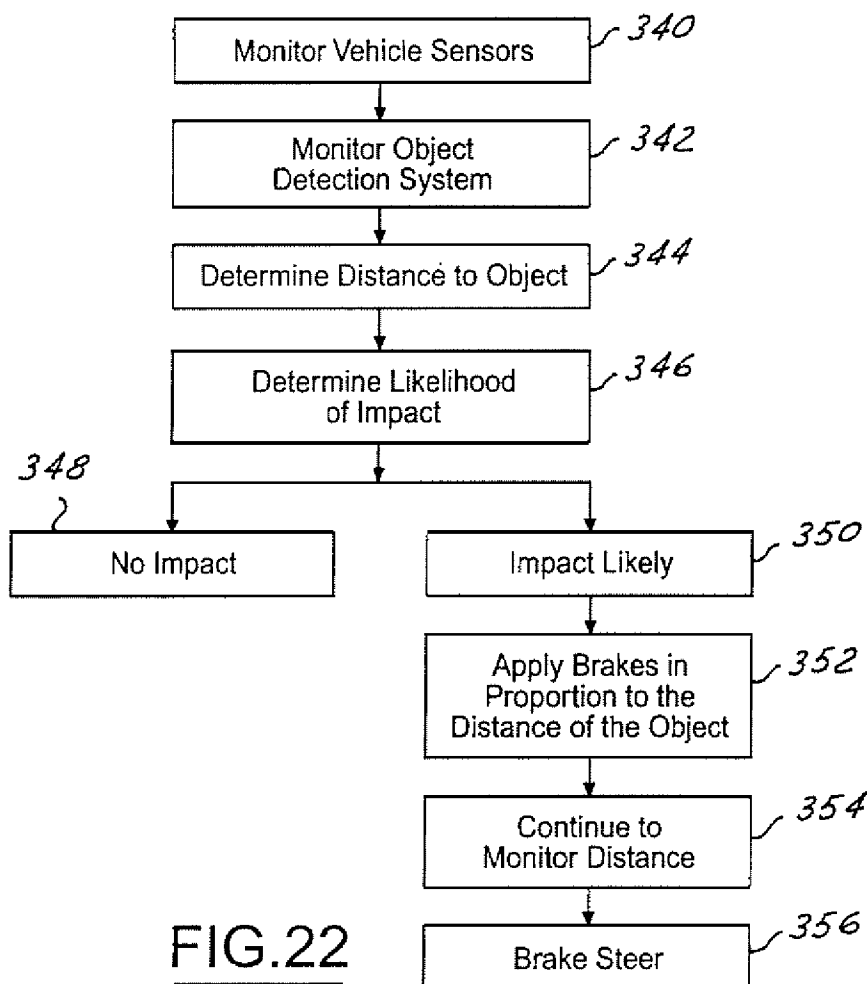 Monitor Vehicle Sensors
340
Monitor Object
Detection System
342
Determine Distance to Object
344
Determine Likelihood
of Impact
346
348
No Impact
Impact Likely
350
Apply Brakes in
Proportion to the
Distance of the Object
352
Continue to
Monitor Distance
354
Brake Steer
356
FIG.22